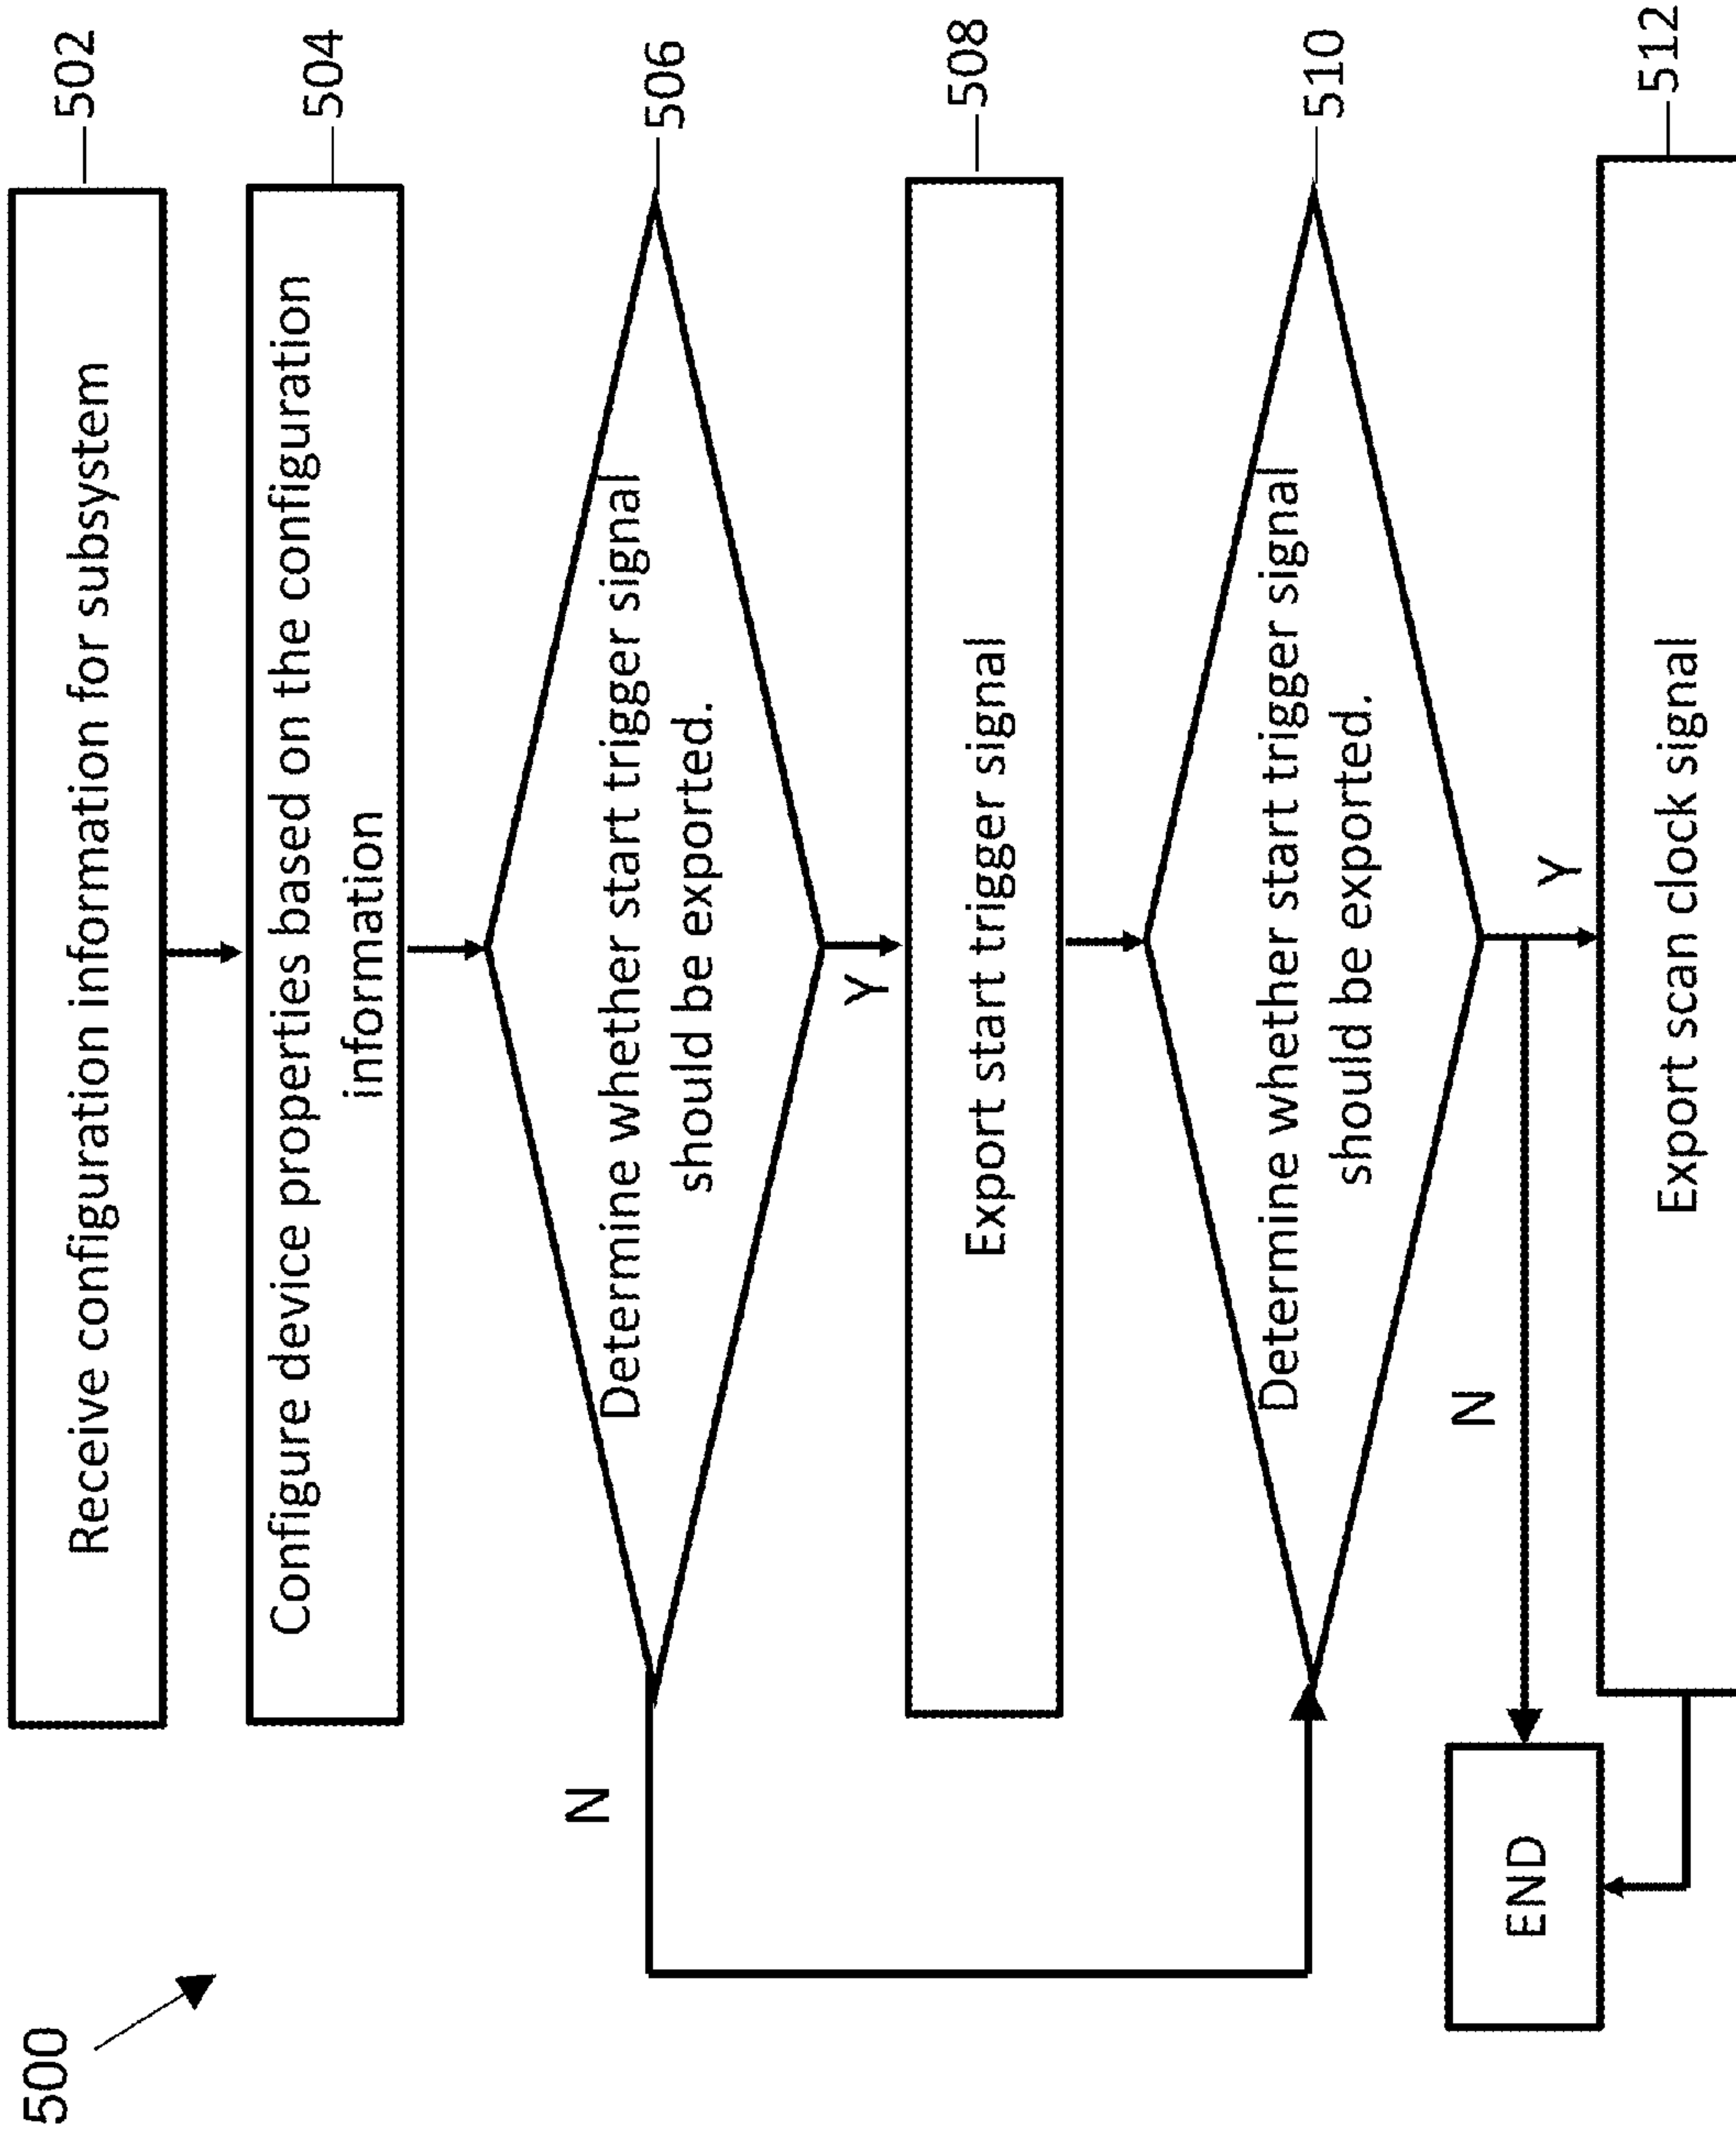 500
Receive configuration information for subsystem
502
Configure device properties based on the configuration
information
504
Determine whether start trigger signal
should be exported.
506
N
Y
Export start trigger signal
508
Determine whether start trigger signal
should be exported.
510
N
Y
Export scan clock signal
512
END